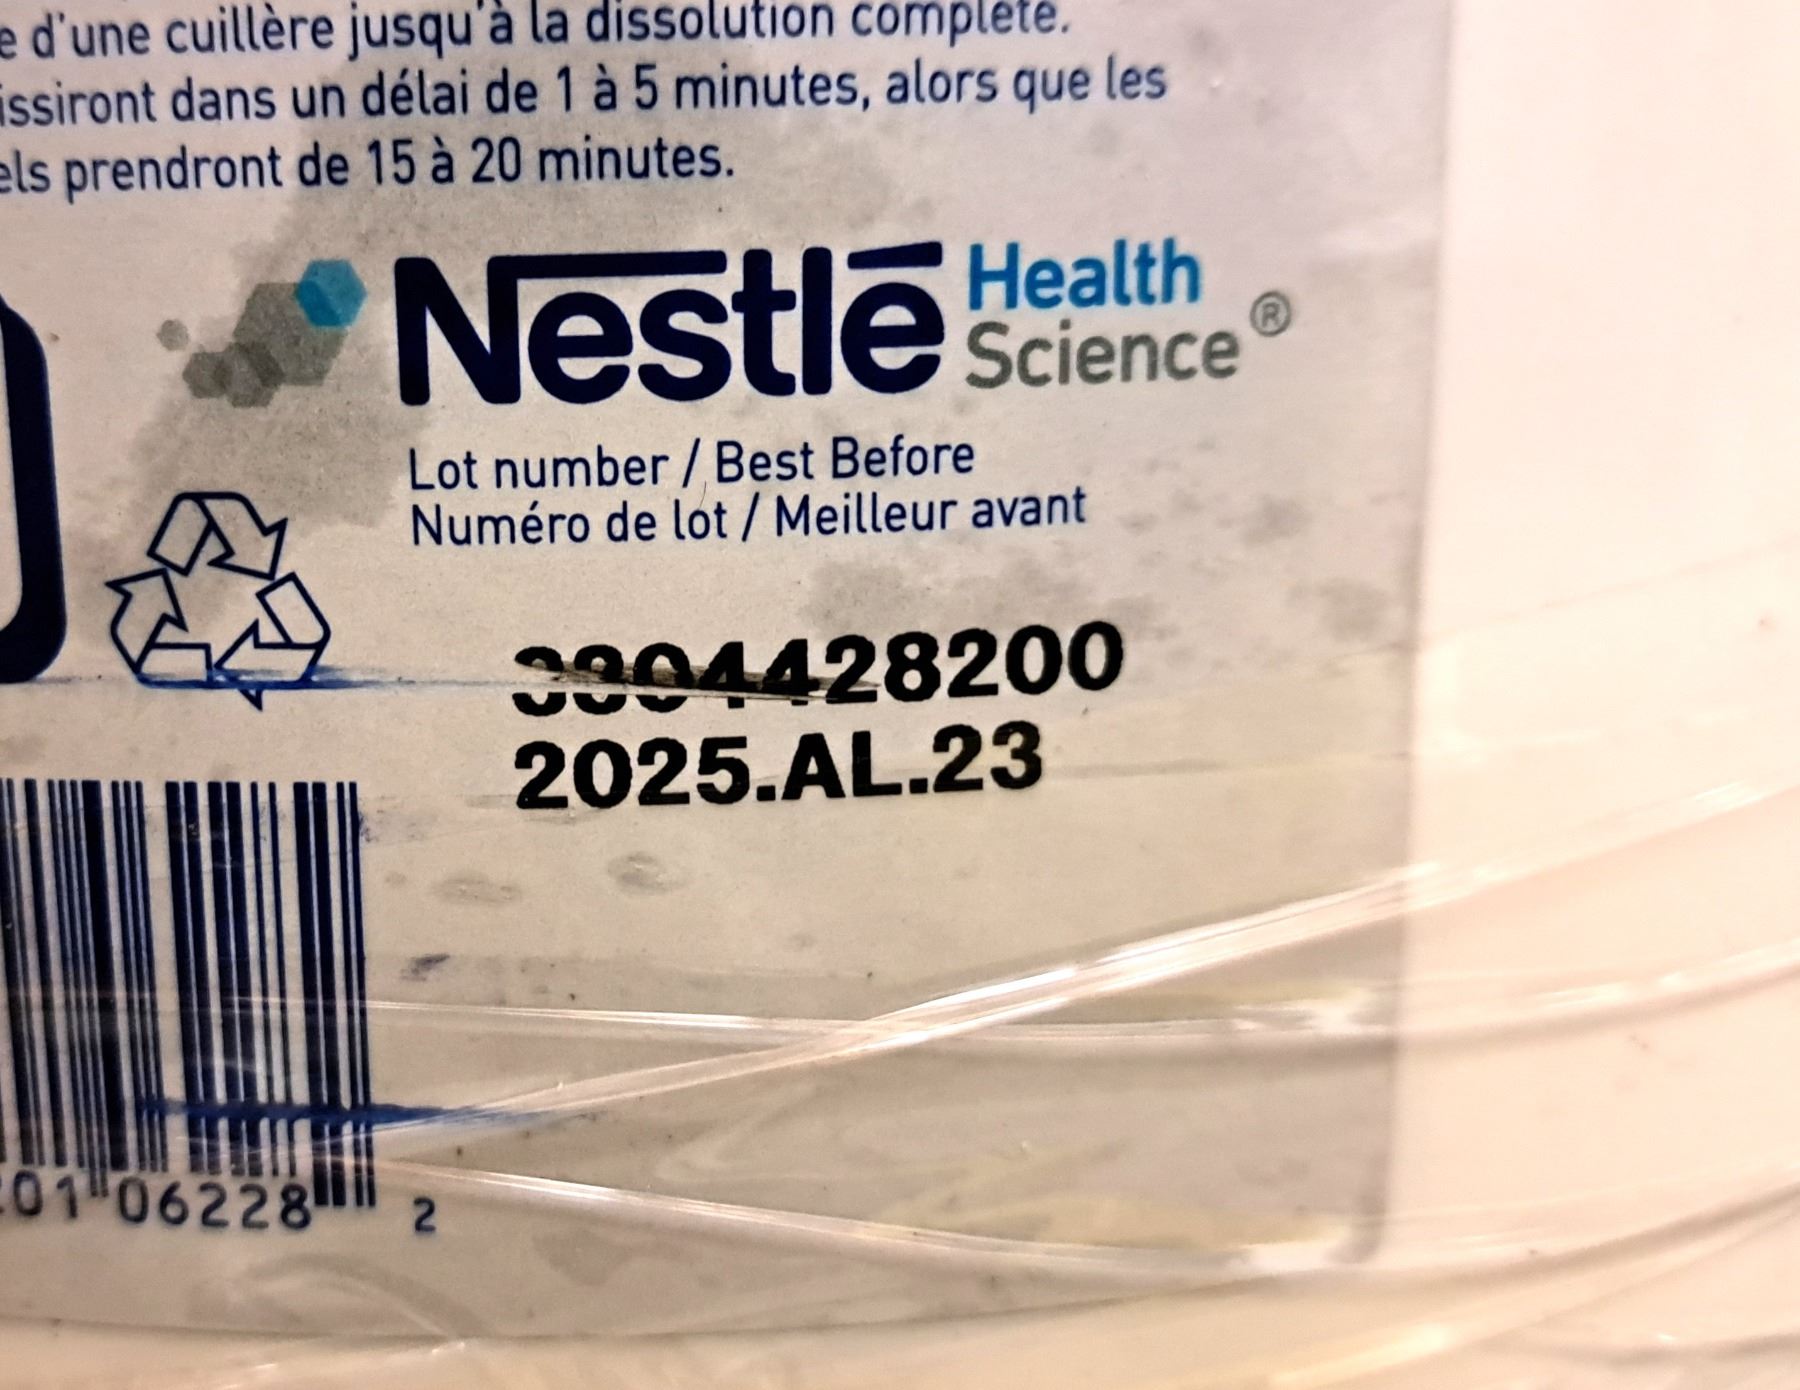 e d'une cuillère jusqu'à la dissolution complète.
issiront dans un délai de 1 à 5 minutes, alors que les
els prendront de 15 à 20 minutes.
Nestlé Health Science®
Lot number / Best Before
Numéro de lot / Meilleur avant
3304428200
2025.AL.23
01 06228 2